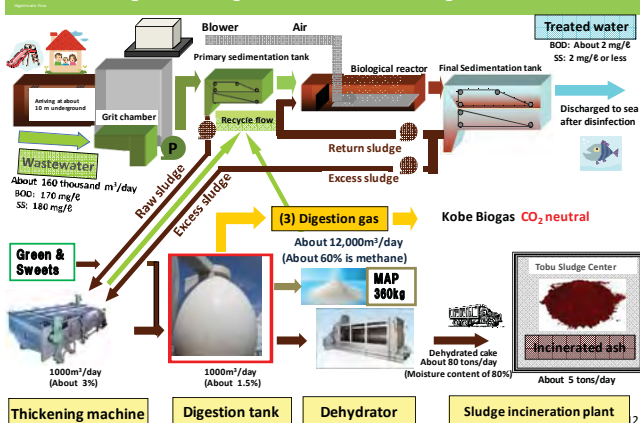 Blower
Air
Treated water
BOD: About 2 mg/ℓ
SS: 2 mg/ℓ or less
Primary sedimentation tank
Biological reactor
Final Sedimentation tank
Arriving at about
10 m underground
Grit chamber
Recycle flow
P
Discharged to sea
after disinfection
Wastewater
About 160 thousand m³/day
BOD: 170 mg/ℓ
SS: 180 mg/ℓ
Return sludge
Excess sludge
Raw sludge
Excess sludge
(3) Digestion gas
Kobe Biogas CO₂ neutral
About 12,000m³/day
(About 60% is methane)
Green &
Sweets
MAP
360kg
Tobu Sludge Center
Incinerated ash
Dehydrated cake
About 80 tons/day
(Moisture content of 80%)
1000m³/day
(About 3%)
1000m³/day
(About 1.5%)
About 5 tons/day
Thickening machine
Digestion tank
Dehydrator
Sludge incineration plant
12